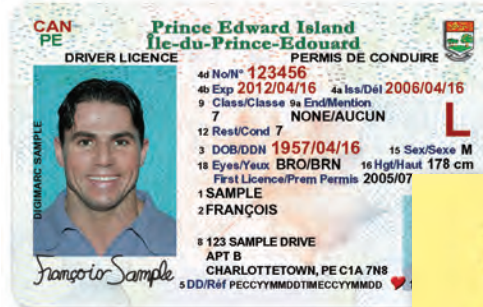 CAN
PE
Prince Edward Island
Île-du-Prince-Edouard
DRIVER LICENCE PERMIS DE CONDUIRE
4d No/Nº 123456
4b Exp 2012/04/16 4a Iss/Dél 2006/04/16
9 Class/Classe 9a End/Mention
7 NONE/AUCUN
L
12 Rest/Cond 7
3 DOB/DDN 1957/04/16 15 Sex/Sexe M
18 Eyes/Yeux BRO/BRN 16 Hgt/Haut 178 cm
First Licence/Prem Permis 2005/07
1 SAMPLE
2 FRANÇOIS
8 123 SAMPLE DRIVE
APT B
CHARLOTTETOWN, PE C1A 7N8
5 DD/Réf PECCYYMMDDTIMECCYYMMDD
DIGIMARC SAMPLE
François Sample